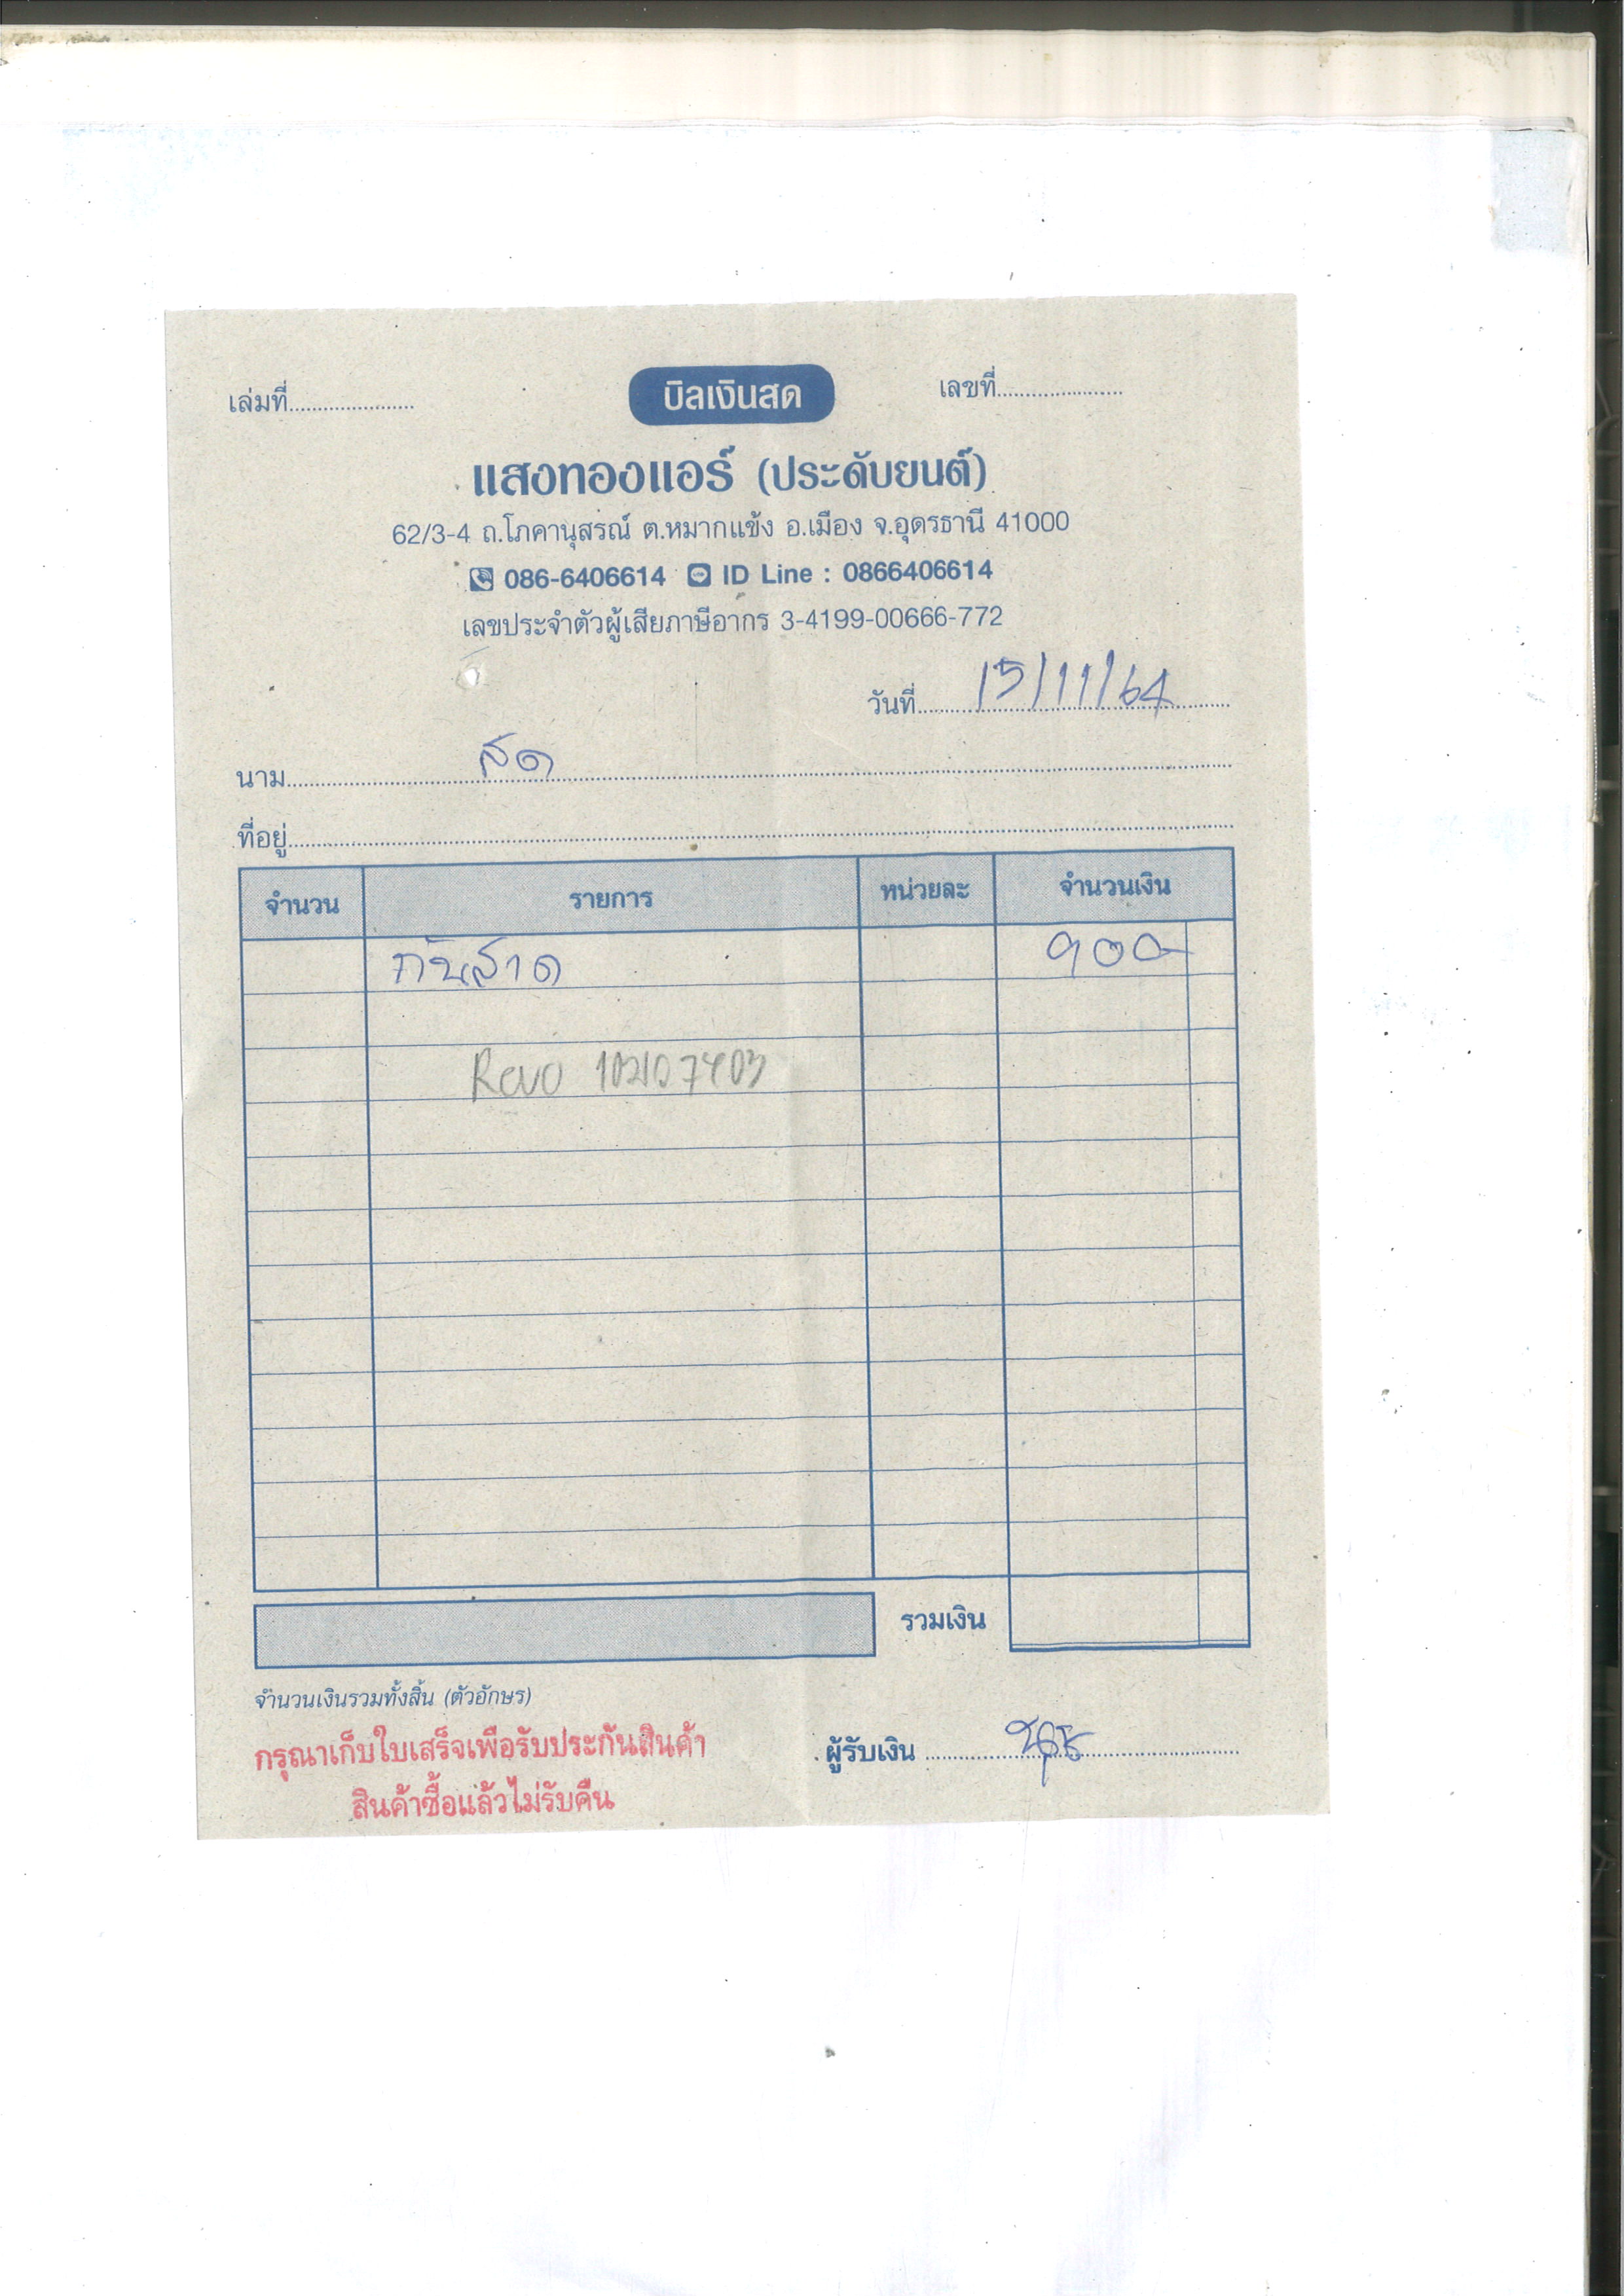 เล่มที่...................... บิลเงินสด เลขที่......................
แสงทองแอร์ (ประดับยนต์)
62/3-4 ถ.โภคานุสรณ์ ต.หมากแข้ง อ.เมือง จ.อุดรธานี 41000
086-6406614 ID Line : 0866406614
เลขประจำตัวผู้เสียภาษีอากร 3-4199-00666-772
วันที่ 15/11/64
นาม สด
ที่อยู่
จำนวน รายการ หน่วยละ จำนวนเงิน
กันสาด 900-
Revo
รวมเงิน
จำนวนเงินรวมทั้งสิ้น (ตัวอักษร)
กรุณาเก็บใบเสร็จเพื่อรับประกันสินค้า
ผู้รับเงิน
สินค้าซื้อแล้วไม่รับคืน